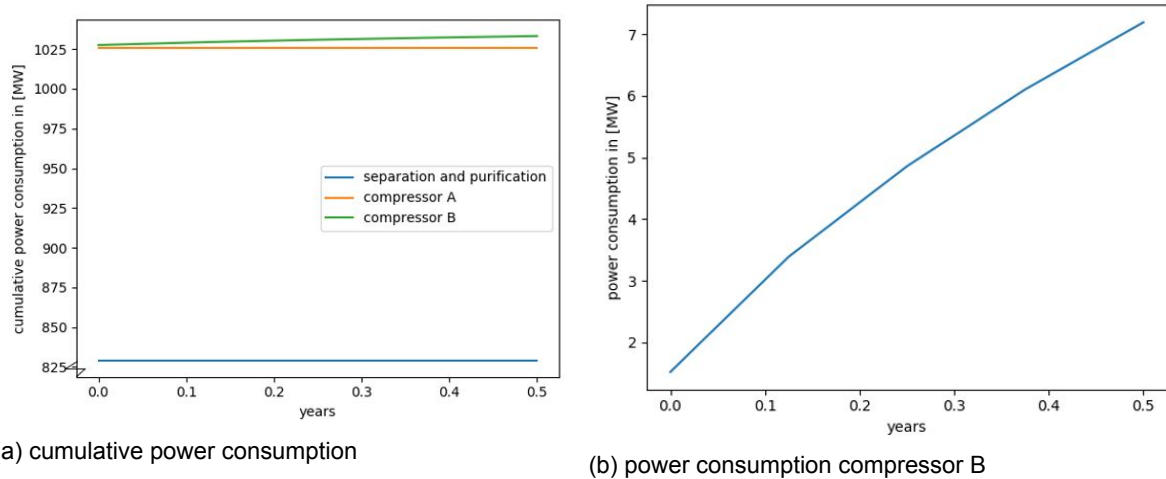 cumulative power consumption in [MW]
1025
1000
975
950
925
900
875
850
825
separation and purification
compressor A
compressor B
0.0 0.1 0.2 0.3 0.4 0.5
years
a) cumulative power consumption
power consumption in [MW]
7
6
5
4
3
2
0.0 0.1 0.2 0.3 0.4 0.5
years
(b) power consumption compressor B